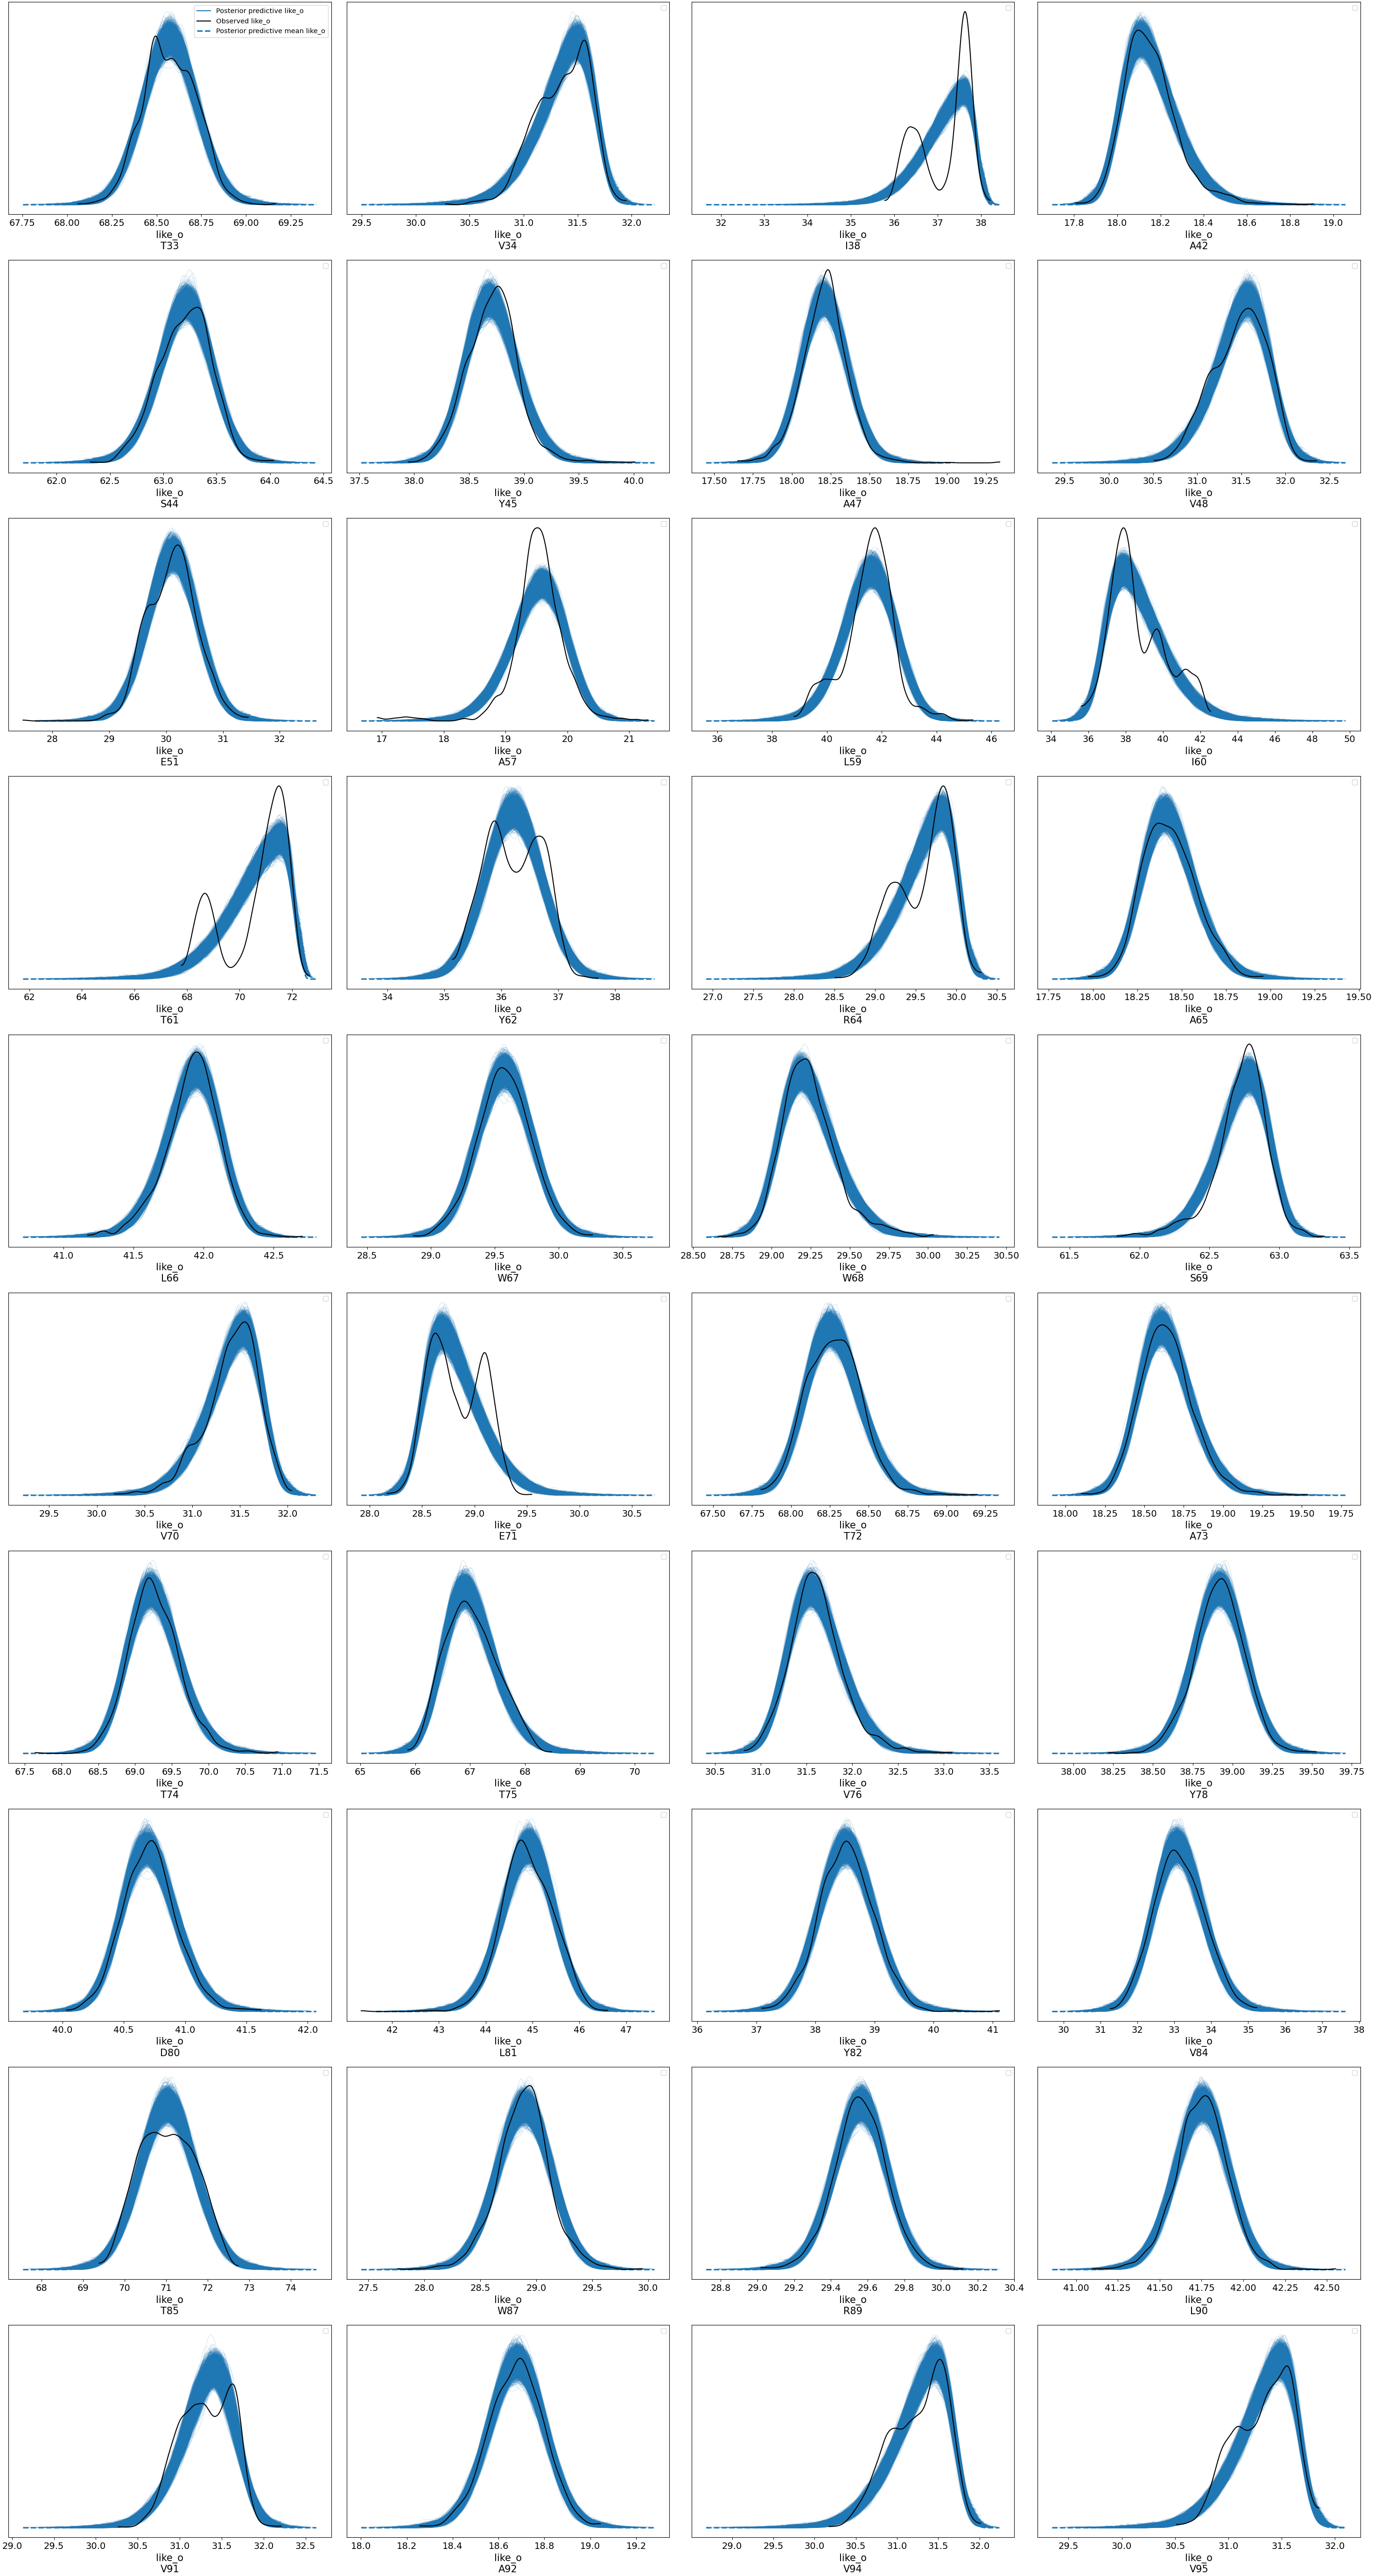 Posterior predictive like_o
Observed like_o
Posterior predictive mean like_o
67.75 68.00 68.25 68.50 68.75 69.00 69.25
like_o
T33
29.5 30.0 30.5 31.0 31.5 32.0
like_o
V34
32 33 34 35 36 37 38
like_o
I38
17.8 18.0 18.2 18.4 18.6 18.8 19.0
like_o
A42
62.0 62.5 63.0 63.5 64.0 64.5
like_o
S44
37.5 38.0 38.5 39.0 39.5 40.0
like_o
Y45
17.50 17.75 18.00 18.25 18.50 18.75 19.00 19.25
like_o
A47
29.5 30.0 30.5 31.0 31.5 32.0 32.5
like_o
V48
28 29 30 31 32
like_o
E51
17 18 19 20 21
like_o
A57
36 38 40 42 44 46
like_o
L59
34 36 38 40 42 44 46 48 50
like_o
I60
62 64 66 68 70 72
like_o
T61
34 35 36 37 38
like_o
Y62
27.0 27.5 28.0 28.5 29.0 29.5 30.0 30.5
like_o
R64
17.75 18.00 18.25 18.50 18.75 19.00 19.25 19.50
like_o
A65
41.0 41.5 42.0 42.5
like_o
L66
28.5 29.0 29.5 30.0 30.5
like_o
W67
28.50 28.75 29.00 29.25 29.50 29.75 30.00 30.25 30.50
like_o
W68
61.5 62.0 62.5 63.0 63.5
like_o
S69
29.5 30.0 30.5 31.0 31.5 32.0
like_o
V70
28.0 28.5 29.0 29.5 30.0 30.5
like_o
E71
67.50 67.75 68.00 68.25 68.50 68.75 69.00 69.25
like_o
T72
18.00 18.25 18.50 18.75 19.00 19.25 19.50 19.75
like_o
A73
67.5 68.0 68.5 69.0 69.5 70.0 70.5 71.0 71.5
like_o
T74
65 66 67 68 69 70
like_o
T75
30.5 31.0 31.5 32.0 32.5 33.0 33.5
like_o
V76
38.00 38.25 38.50 38.75 39.00 39.25 39.50 39.75
like_o
Y78
40.0 40.5 41.0 41.5 42.0
like_o
D80
42 43 44 45 46 47
like_o
L81
36 37 38 39 40 41
like_o
Y82
30 31 32 33 34 35 36 37 38
like_o
V84
68 69 70 71 72 73 74
like_o
T85
27.5 28.0 28.5 29.0 29.5 30.0
like_o
W87
28.8 29.0 29.2 29.4 29.6 29.8 30.0 30.2 30.4
like_o
R89
41.00 41.25 41.50 41.75 42.00 42.25 42.50
like_o
L90
29.0 29.5 30.0 30.5 31.0 31.5 32.0 32.5
like_o
V91
18.0 18.2 18.4 18.6 18.8 19.0 19.2
like_o
A92
29.0 29.5 30.0 30.5 31.0 31.5 32.0
like_o
V94
29.5 30.0 30.5 31.0 31.5 32.0
like_o
V95